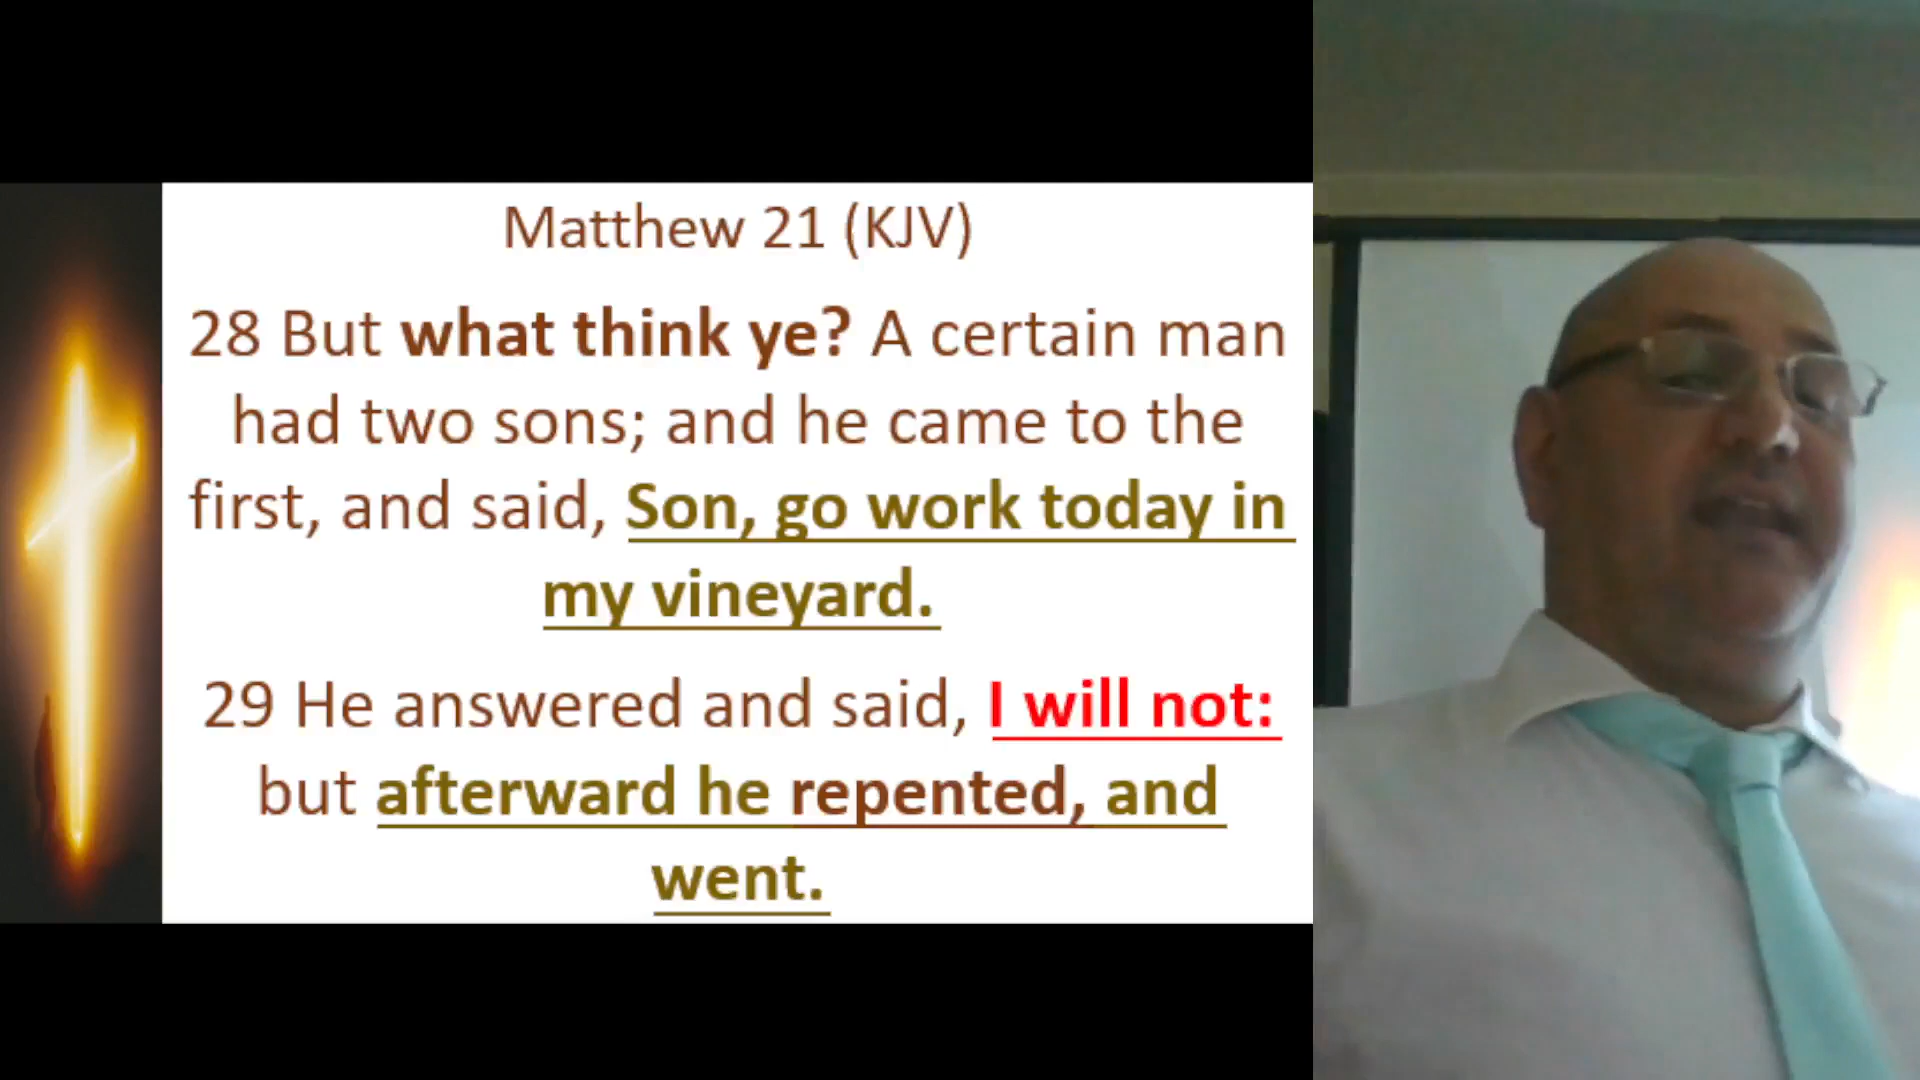 Matthew 21 (KJV)
28 But what think ye? A certain man
had two sons; and he came to the
first, and said, Son, go work today in
my vineyard.
29 He answered and said, I will not:
but afterward he repented, and
went.